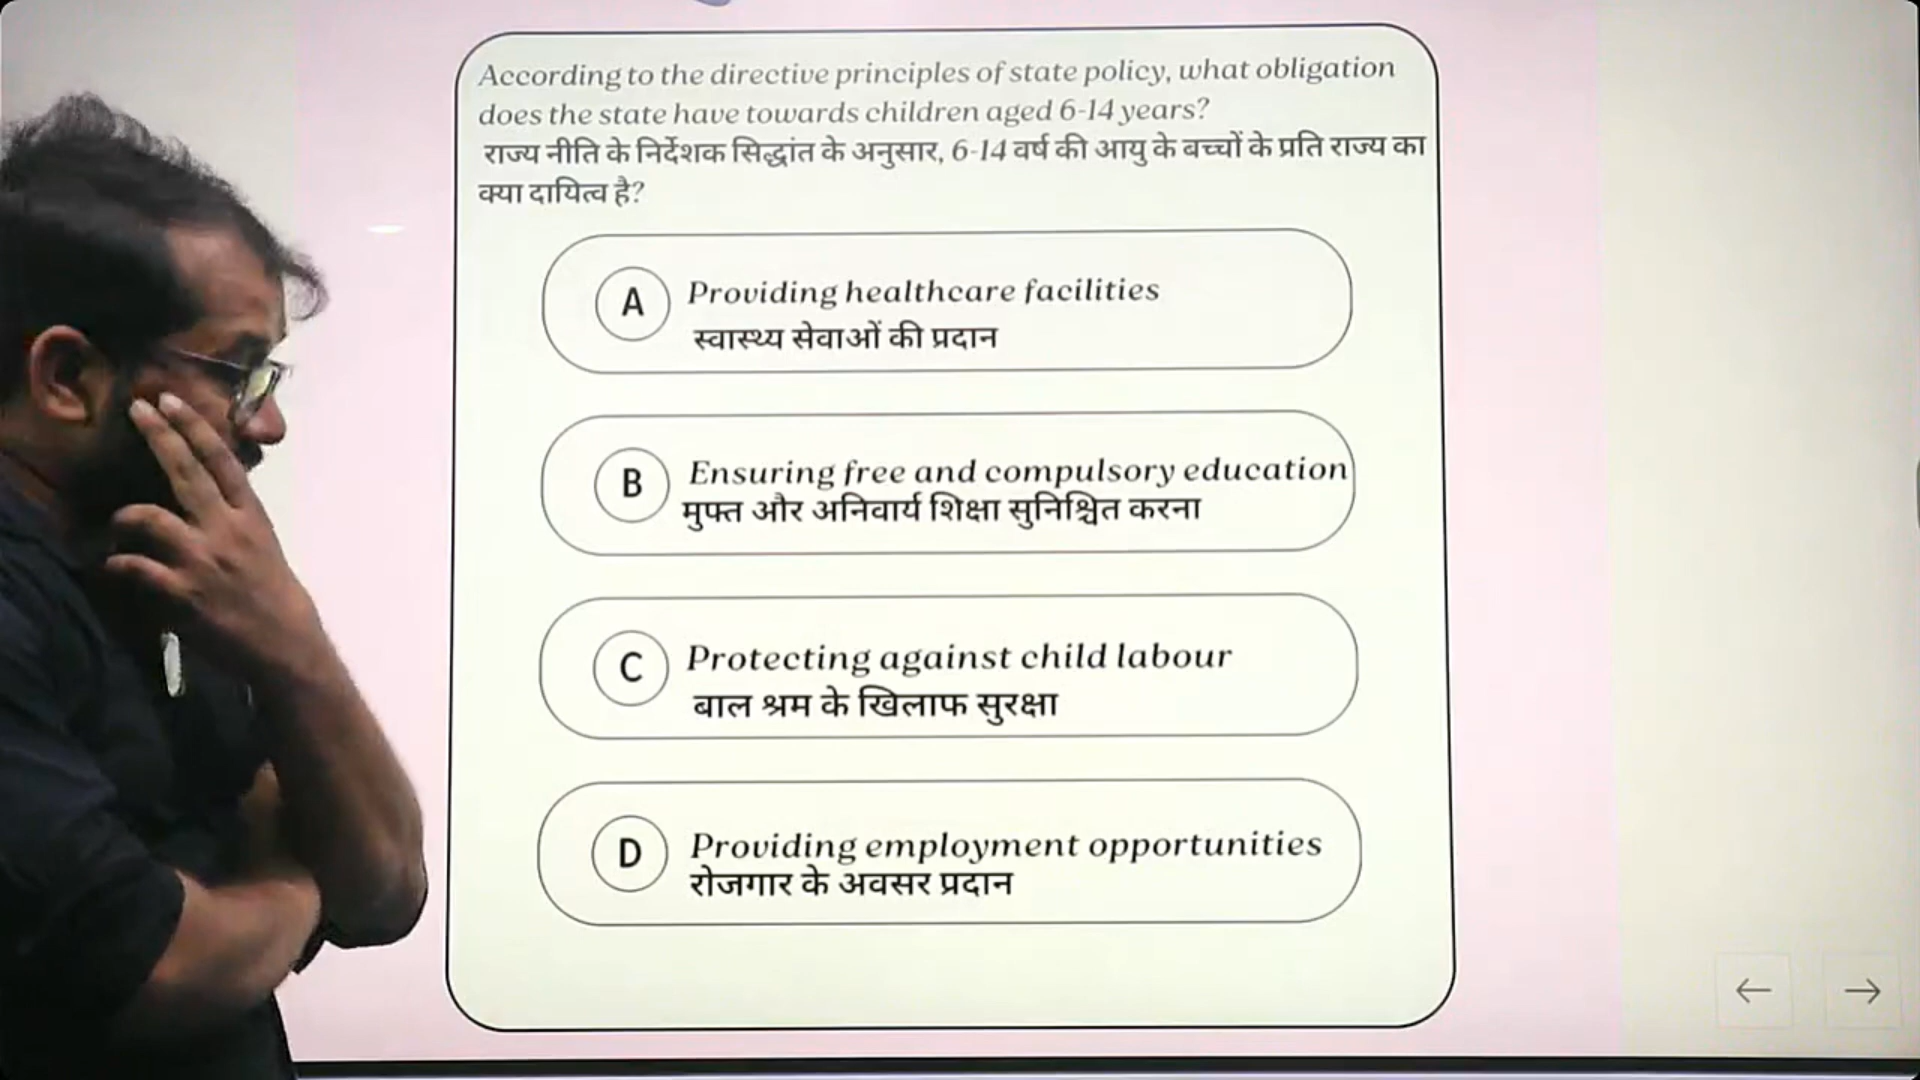 According to the directive principles of state policy, what obligation
does the state have towards children aged 6-14 years?
राज्य नीति के निर्देशक सिद्धांत के अनुसार, 6-14 वर्ष की आयु के बच्चों के प्रति राज्य का
क्या दायित्व है?
A
Providing healthcare facilities
स्वास्थ्य सेवाओं की प्रदान
B
Ensuring free and compulsory education
मुफ्त और अनिवार्य शिक्षा सुनिश्चित करना
C
Protecting against child labour
बाल श्रम के खिलाफ सुरक्षा
D
Providing employment opportunities
रोजगार के अवसर प्रदान